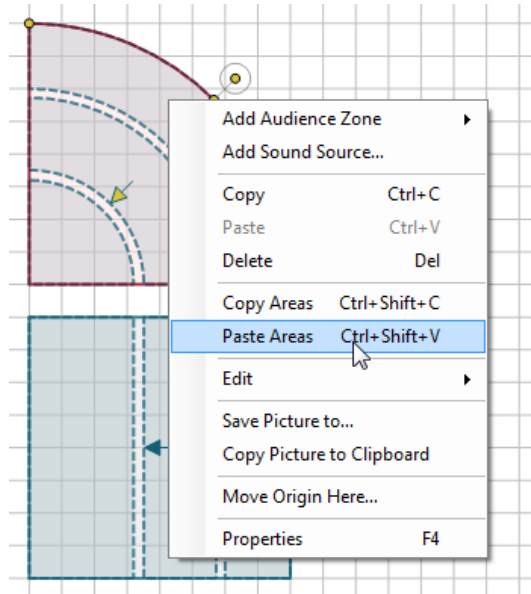 Add Audience Zone
Add Sound Source...
Copy Ctrl+C
Paste Ctrl+V
Delete Del
Copy Areas Ctrl+Shift+C
Paste Areas Ctrl+Shift+V
Edit
Save Picture to...
Copy Picture to Clipboard
Move Origin Here...
Properties F4